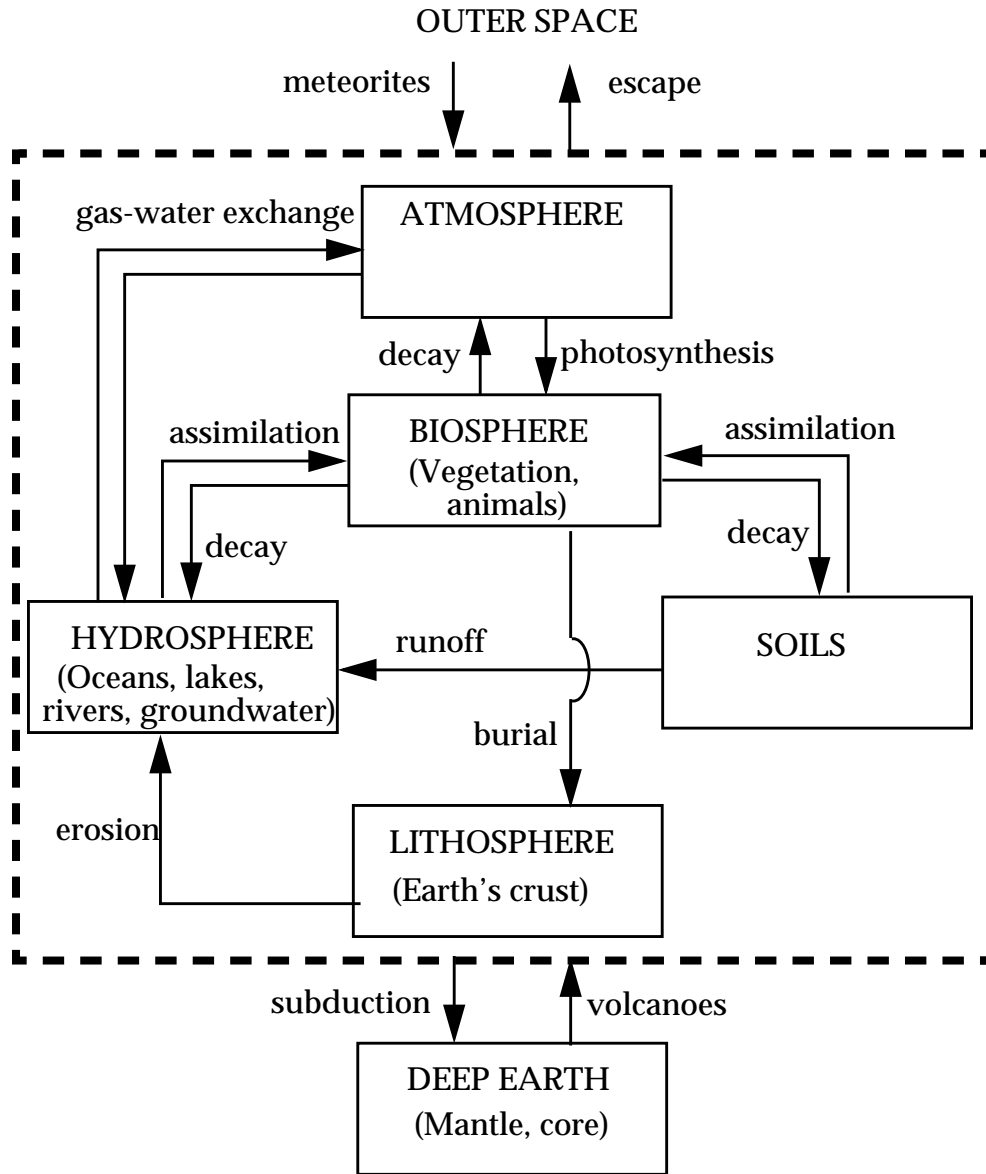 OUTER SPACE
meteorites
escape
gas-water exchange
ATMOSPHERE
decay
photosynthesis
assimilation
BIOSPHERE
(Vegetation,
animals)
assimilation
decay
decay
HYDROSPHERE
(Oceans, lakes,
rivers, groundwater)
runoff
SOILS
burial
erosion
LITHOSPHERE
(Earth’s crust)
subduction
volcanoes
DEEP EARTH
(Mantle, core)